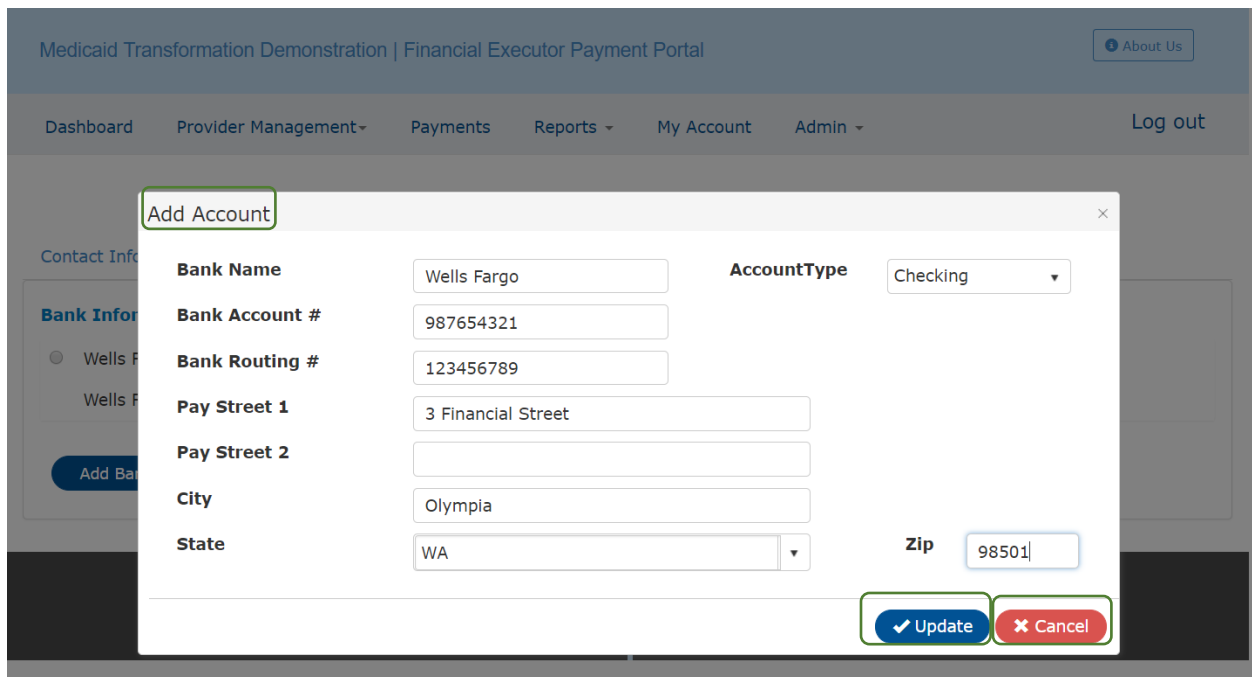 Medicaid Transformation Demonstration | Financial Executor Payment Portal
About Us
Dashboard Provider Management Payments Reports My Account Admin Log out
Add Account ×
Contact Info
Bank Name Wells Fargo AccountType Checking
Bank Infor
Bank Account # 987654321
Wells F
Bank Routing # 123456789
Wells F
Pay Street 1 3 Financial Street
Pay Street 2
Add Ban
City Olympia
State WA Zip 98501
Update Cancel